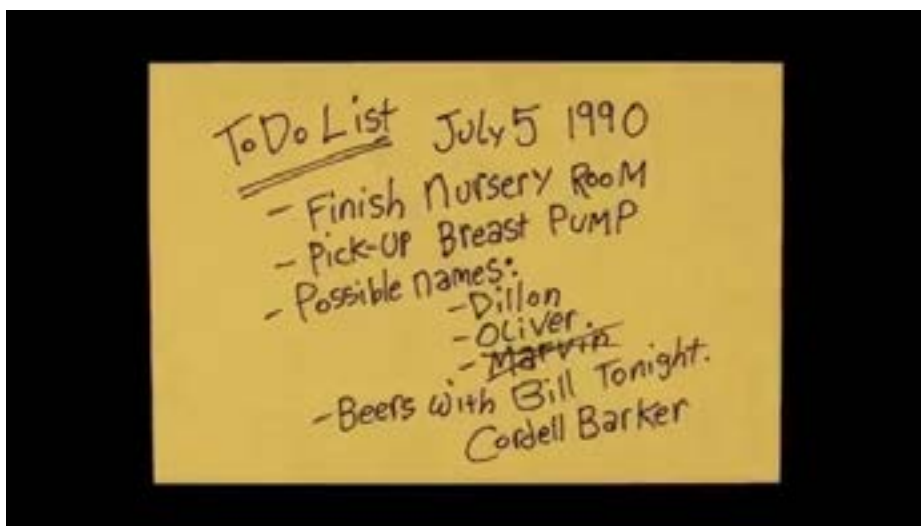 ToDo List July 5 1990
- Finish Nursery Room
- Pick-Up Breast Pump
- Possible names:
- Dillon
- Oliver.
- Marvin
- Beers with Bill Tonight.
Cordell Barker